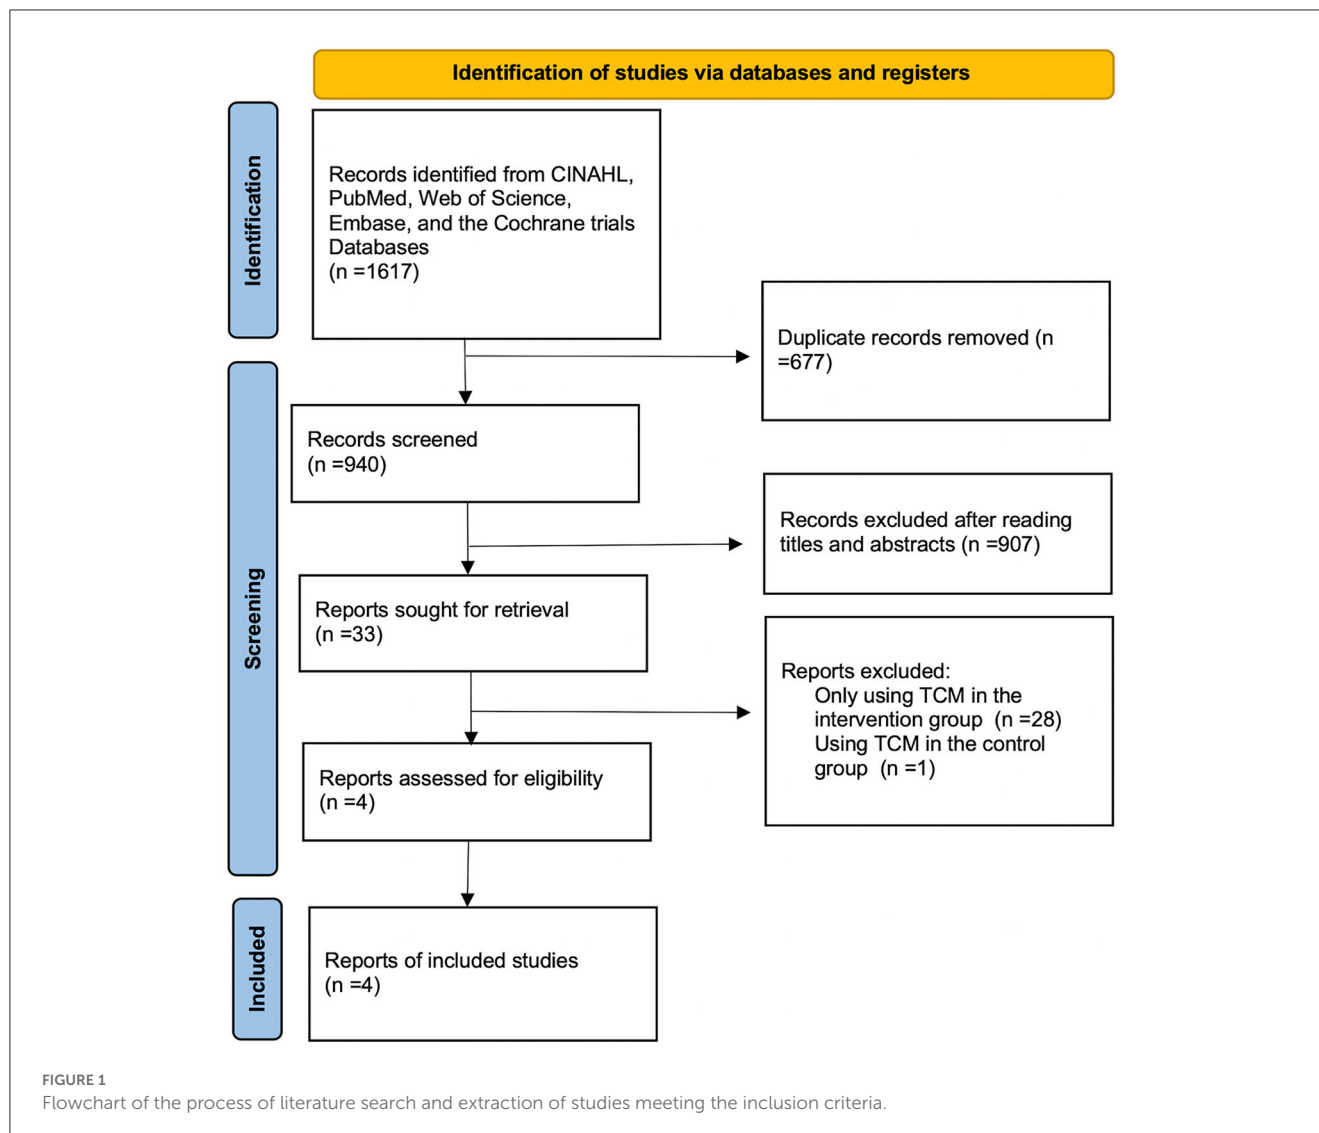 Identification of studies via databases and registers
Identification
Records identified from CINAHL,
PubMed, Web of Science,
Embase, and the Cochrane trials
Databases
(n =1617)
Duplicate records removed (n
=677)
Screening
Records screened
(n =940)
Records excluded after reading
titles and abstracts (n =907)
Reports sought for retrieval
(n =33)
Reports excluded:
Only using TCM in the
intervention group (n =28)
Using TCM in the control
group (n =1)
Reports assessed for eligibility
(n =4)
Included
Reports of included studies
(n =4)
FIGURE 1
Flowchart of the process of literature search and extraction of studies meeting the inclusion criteria.